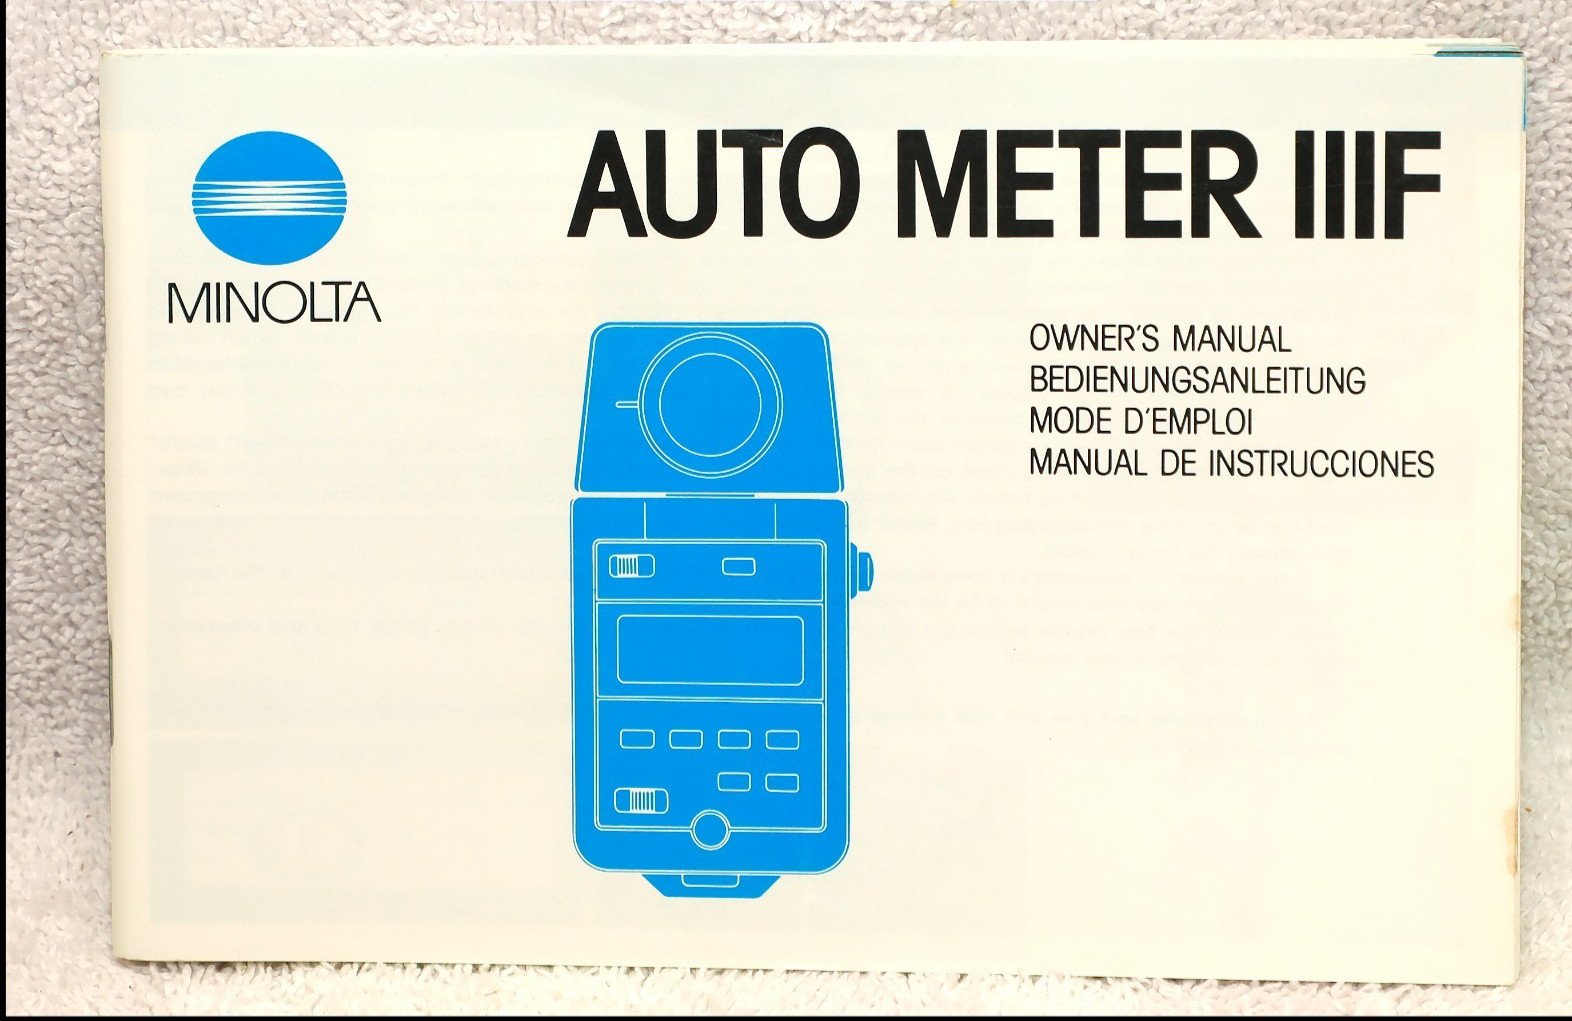 AUTO METER IIIF
MINOLTA
OWNER'S MANUAL
BEDIENUNGSANLEITUNG
MODE D'EMPLOI
MANUAL DE INSTRUCCIONES